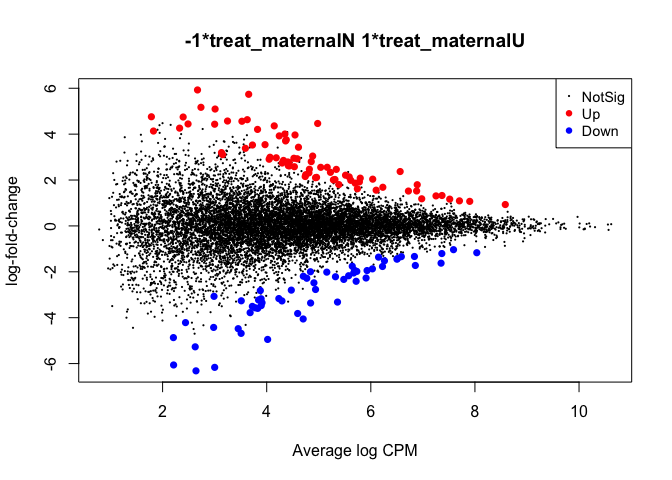 -1*treat_maternalN 1*treat_maternalU
NotSig
Up
Down
6
4
2
0
-2
-4
-6
log-fold-change
2 4 6 8 10
Average log CPM